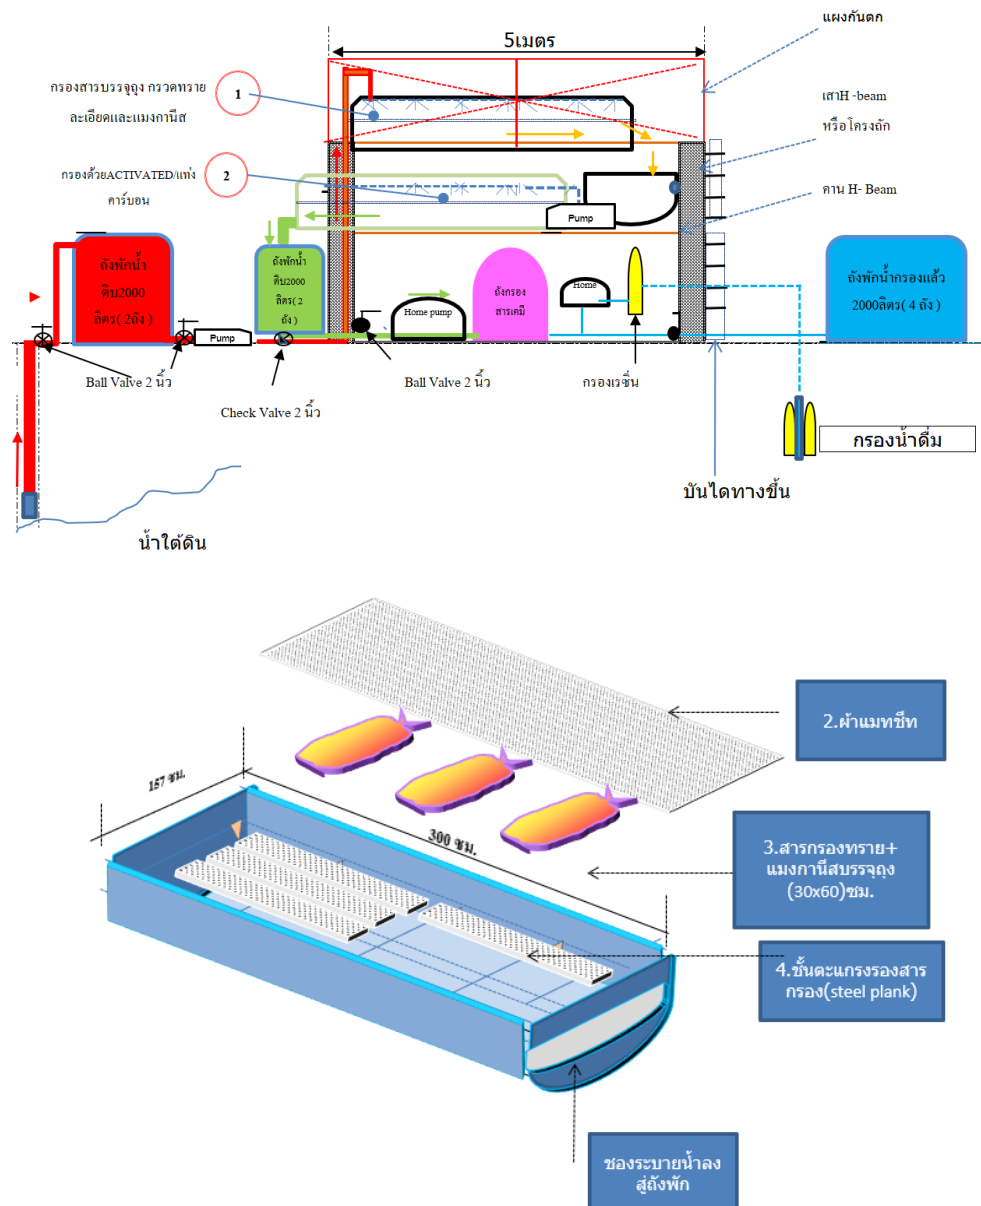 5เมตร
แผงกันตก
กรองสารบรรจุถุง กรวดทราย
ละเอียดและแมงกานีส
1
เสาH -beam
หรือโครงถัก
กรองด้วยACTIVATED/แท่ง
คาร์บอน
2
คาน H- Beam
Pump
ถังพักน้ำ
ดิบ2000
ลิตร( 2ถัง )
ถังพักน้ำ
ดิบ2000
ลิตร( 2
ถัง )
ถังกรอง
สารเคมี
Home
ถังพักน้ำกรองแล้ว
2000ลิตร( 4 ถัง )
Pump
Home pump
Ball Valve 2 นิ้ว
Check Valve 2 นิ้ว
Ball Valve 2 นิ้ว
กรองเรซิ่น
กรองน้ำดื่ม
บันไดทางขึ้น
น้ำใต้ดิน
2.ผ้าแมทชีท
157 ซม.
300 ซม.
3.สารกรองทราย+
แมงกานีสบรรจุถุง
(30x60)ซม.
4.ชั้นตะแกรงรองสาร
กรอง(steel plank)
ช่องระบายน้ำลง
สู่ถังพัก